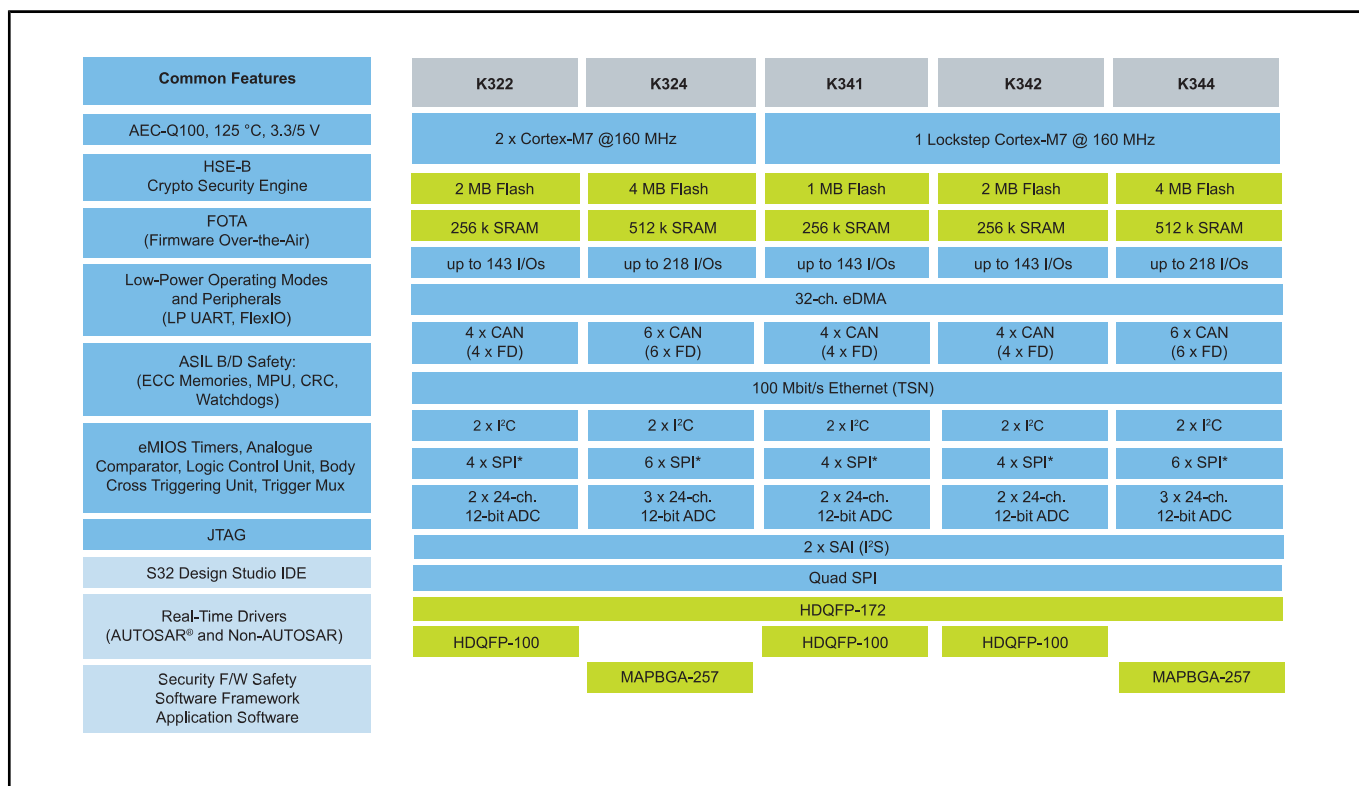 Common Features
AEC-Q100, 125 °C, 3.3/5 V
HSE-B
Crypto Security Engine
FOTA
(Firmware Over-the-Air)
Low-Power Operating Modes
and Peripherals
(LP UART, FlexIO)
ASIL B/D Safety:
(ECC Memories, MPU, CRC,
Watchdogs)
eMIOS Timers, Analogue
Comparator, Logic Control Unit, Body
Cross Triggering Unit, Trigger Mux
JTAG
S32 Design Studio IDE
Real-Time Drivers
(AUTOSAR® and Non-AUTOSAR)
Security F/W Safety
Software Framework
Application Software
K322 K324 K341 K342 K344
2 x Cortex-M7 @160 MHz 1 Lockstep Cortex-M7 @ 160 MHz
2 MB Flash 4 MB Flash 1 MB Flash 2 MB Flash 4 MB Flash
256 k SRAM 512 k SRAM 256 k SRAM 256 k SRAM 512 k SRAM
up to 143 I/Os up to 218 I/Os up to 143 I/Os up to 143 I/Os up to 218 I/Os
32-ch. eDMA
4 x CAN 6 x CAN 4 x CAN 4 x CAN 6 x CAN
(4 x FD) (6 x FD) (4 x FD) (4 x FD) (6 x FD)
100 Mbit/s Ethernet (TSN)
2 x I²C 2 x I²C 2 x I²C 2 x I²C 2 x I²C
4 x SPI* 6 x SPI* 4 x SPI* 4 x SPI* 6 x SPI*
2 x 24-ch. 3 x 24-ch. 2 x 24-ch. 2 x 24-ch. 3 x 24-ch.
12-bit ADC 12-bit ADC 12-bit ADC 12-bit ADC 12-bit ADC
2 x SAI (I²S)
Quad SPI
HDQFP-172
HDQFP-100 HDQFP-100 HDQFP-100
MAPBGA-257 MAPBGA-257